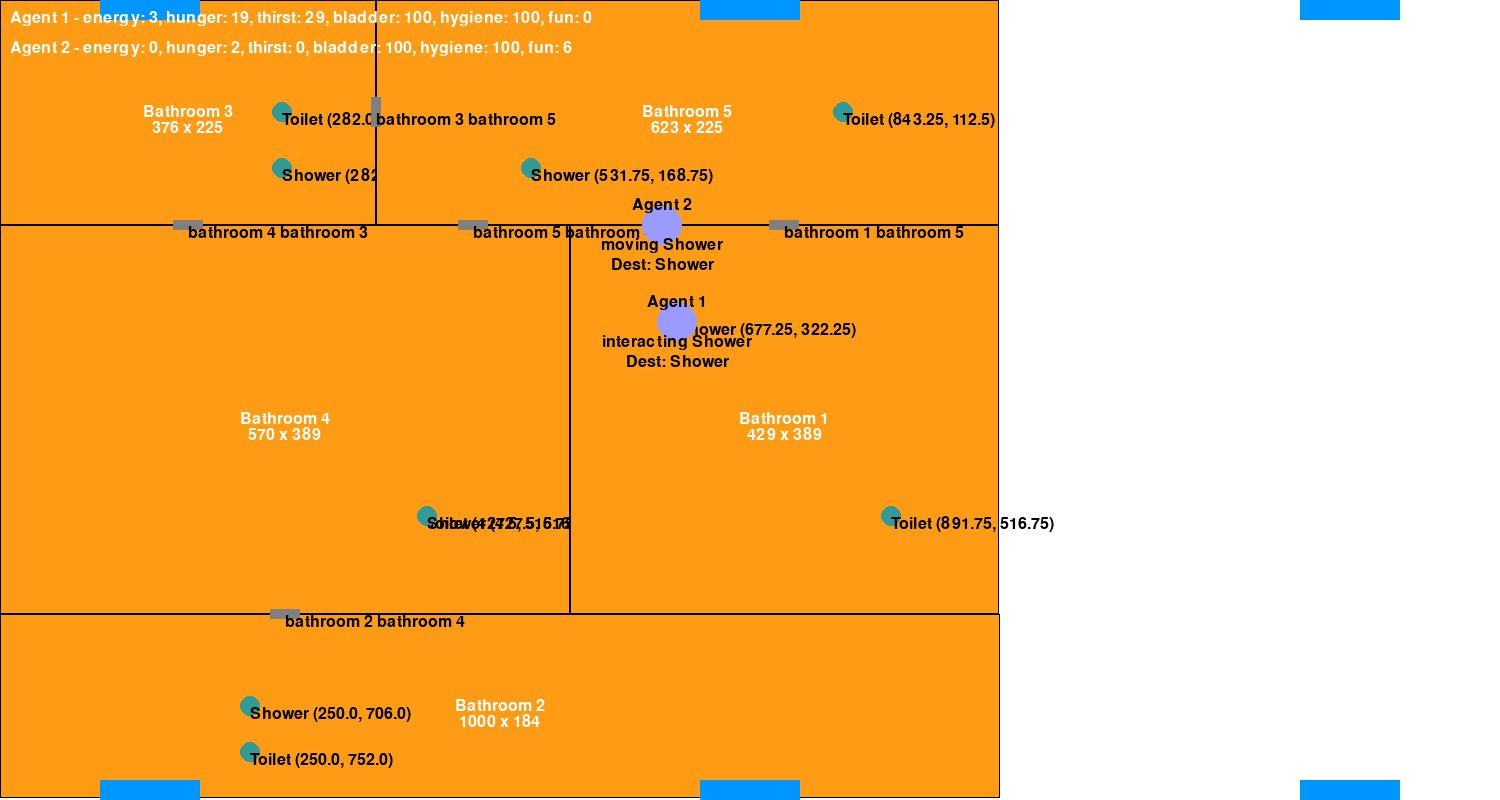 Agent 1 - energy: 3, hunger: 19, thirst: 29, bladder: 100, hygiene: 100, fun: 0
Agent 2 - energy: 0, hunger: 2, thirst: 0, bladder: 100, hygiene: 100, fun: 6
Bathroom 3
376 x 225
Bathroom 5
623 x 225
Toilet (282.0
bathroom 3 bathroom 5
Toilet (843.25, 112.5)
Shower (282
Shower (531.75, 168.75)
Agent 2
bathroom 4 bathroom 3
bathroom 5 bathroom
bathroom 1 bathroom 5
moving Shower
Dest: Shower
Agent 1
ower (677.25, 322.25)
interacting Shower
Dest: Shower
Bathroom 4
570 x 389
Bathroom 1
429 x 389
Toilet (891.75, 516.75)
bathroom 2 bathroom 4
Shower (250.0, 706.0)
Bathroom 2
1000 x 184
Toilet (250.0, 752.0)